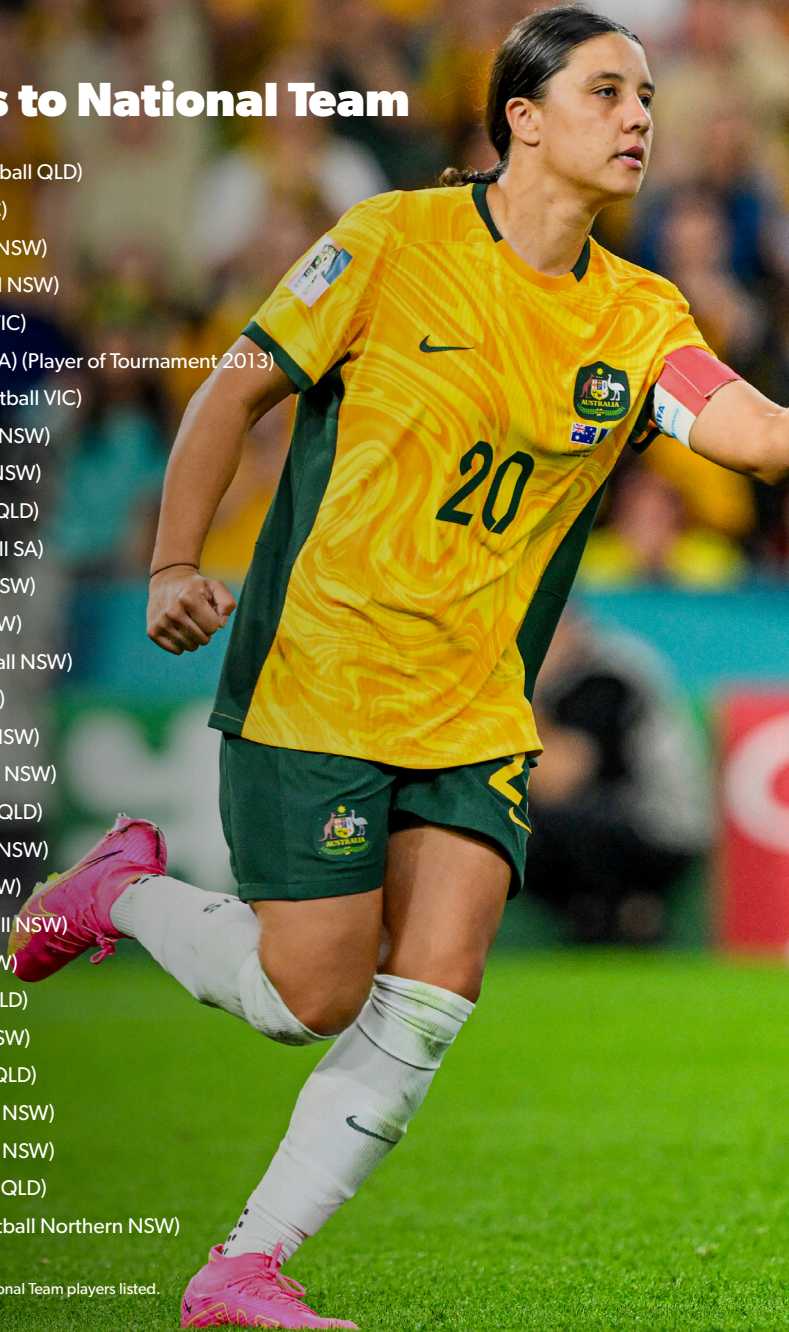 s to National Team
ball QLD)
NSW)
NSW)
IC)
A) (Player of Tournament 2013)
tball VIC)
NSW)
NSW)
QLD)
ll SA)
SW)
W)
all NSW)
)
NSW)
NSW)
QLD)
NSW)
W)
ll NSW)
W)
LD)
SW)
QLD)
NSW)
NSW)
QLD)
tball Northern NSW)
onal Team players listed.
AUSTRALIA
20
AUSTRALIA
2